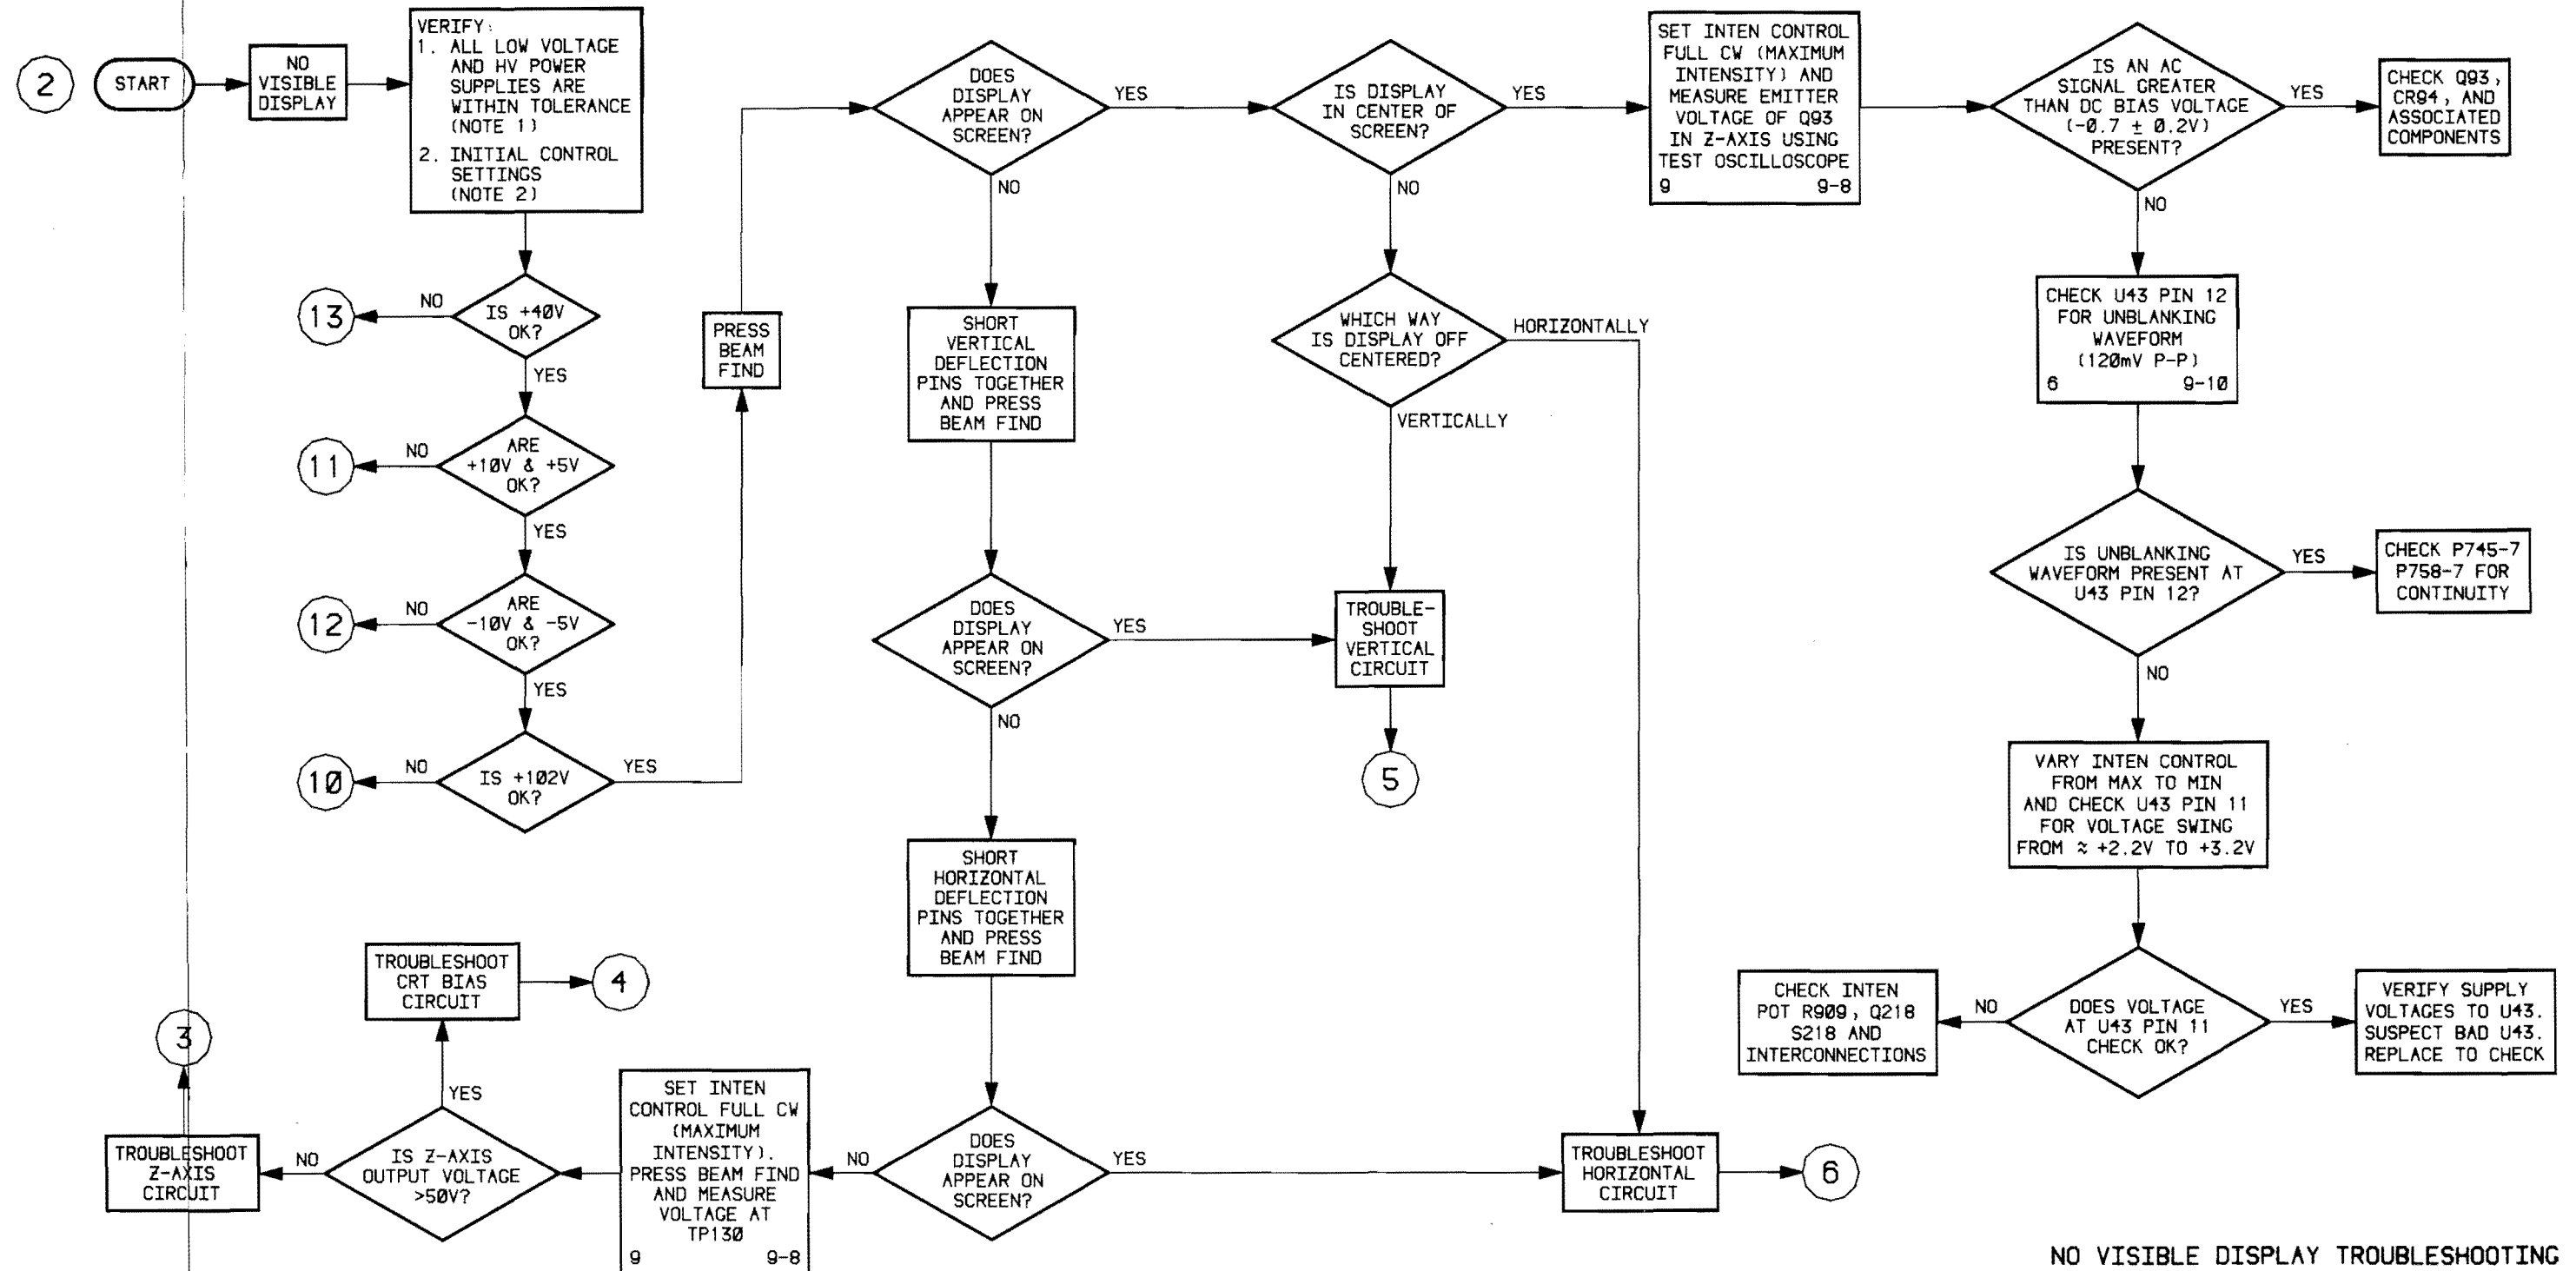 2
START
NO
VISIBLE
DISPLAY
VERIFY:
1. ALL LOW VOLTAGE
AND HV POWER
SUPPLIES ARE
WITHIN TOLERANCE
(NOTE 1)
2. INITIAL CONTROL
SETTINGS
(NOTE 2)
IS +40V
OK?
NO
13
YES
ARE
+10V & +5V
OK?
NO
11
YES
ARE
-10V & -5V
OK?
NO
12
YES
IS +102V
OK?
NO
10
YES
PRESS
BEAM
FIND
DOES
DISPLAY
APPEAR ON
SCREEN?
YES
NO
SHORT
VERTICAL
DEFLECTION
PINS TOGETHER
AND PRESS
BEAM FIND
DOES
DISPLAY
APPEAR ON
SCREEN?
YES
NO
SHORT
HORIZONTAL
DEFLECTION
PINS TOGETHER
AND PRESS
BEAM FIND
DOES
DISPLAY
APPEAR ON
SCREEN?
YES
NO
SET INTEN
CONTROL FULL CW
(MAXIMUM
INTENSITY).
PRESS BEAM FIND
AND MEASURE
VOLTAGE AT
TP130
9 9-8
IS Z-AXIS
OUTPUT VOLTAGE
>50V?
YES
TROUBLESHOOT
CRT BIAS
CIRCUIT
4
NO
TROUBLESHOOT
Z-AXIS
CIRCUIT
3
IS DISPLAY
IN CENTER OF
SCREEN?
YES
NO
WHICH WAY
IS DISPLAY OFF
CENTERED?
HORIZONTALLY
VERTICALLY
TROUBLE-
SHOOT
VERTICAL
CIRCUIT
5
TROUBLESHOOT
HORIZONTAL
CIRCUIT
6
SET INTEN CONTROL
FULL CW (MAXIMUM
INTENSITY) AND
MEASURE EMITTER
VOLTAGE OF Q93
IN Z-AXIS USING
TEST OSCILLOSCOPE
9 9-8
IS AN AC
SIGNAL GREATER
THAN DC BIAS VOLTAGE
(-0.7 ± 0.2V)
PRESENT?
YES
CHECK Q93,
CR94, AND
ASSOCIATED
COMPONENTS
NO
CHECK U43 PIN 12
FOR UNBLANKING
WAVEFORM
(120mV P-P)
6 9-10
IS UNBLANKING
WAVEFORM PRESENT AT
U43 PIN 12?
YES
CHECK P745-7
P758-7 FOR
CONTINUITY
NO
VARY INTEN CONTROL
FROM MAX TO MIN
AND CHECK U43 PIN 11
FOR VOLTAGE SWING
FROM ≈ +2.2V TO +3.2V
DOES VOLTAGE
AT U43 PIN 11
CHECK OK?
NO
CHECK INTEN
POT R909, Q218
S218 AND
INTERCONNECTIONS
YES
VERIFY SUPPLY
VOLTAGES TO U43.
SUSPECT BAD U43.
REPLACE TO CHECK
NO VISIBLE DISPLAY TROUBLESHOOTING